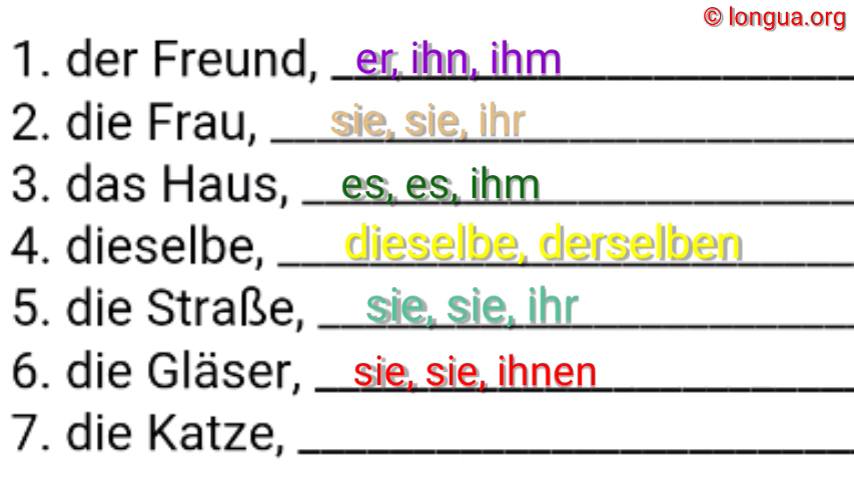 © longua.org
1. der Freund, er, ihn, ihm
2. die Frau, sie, sie, ihr
3. das Haus, es, es, ihm
4. dieselbe, dieselbe, derselben
5. die Straße, sie, sie, ihr
6. die Gläser, sie, sie, ihnen
7. die Katze,